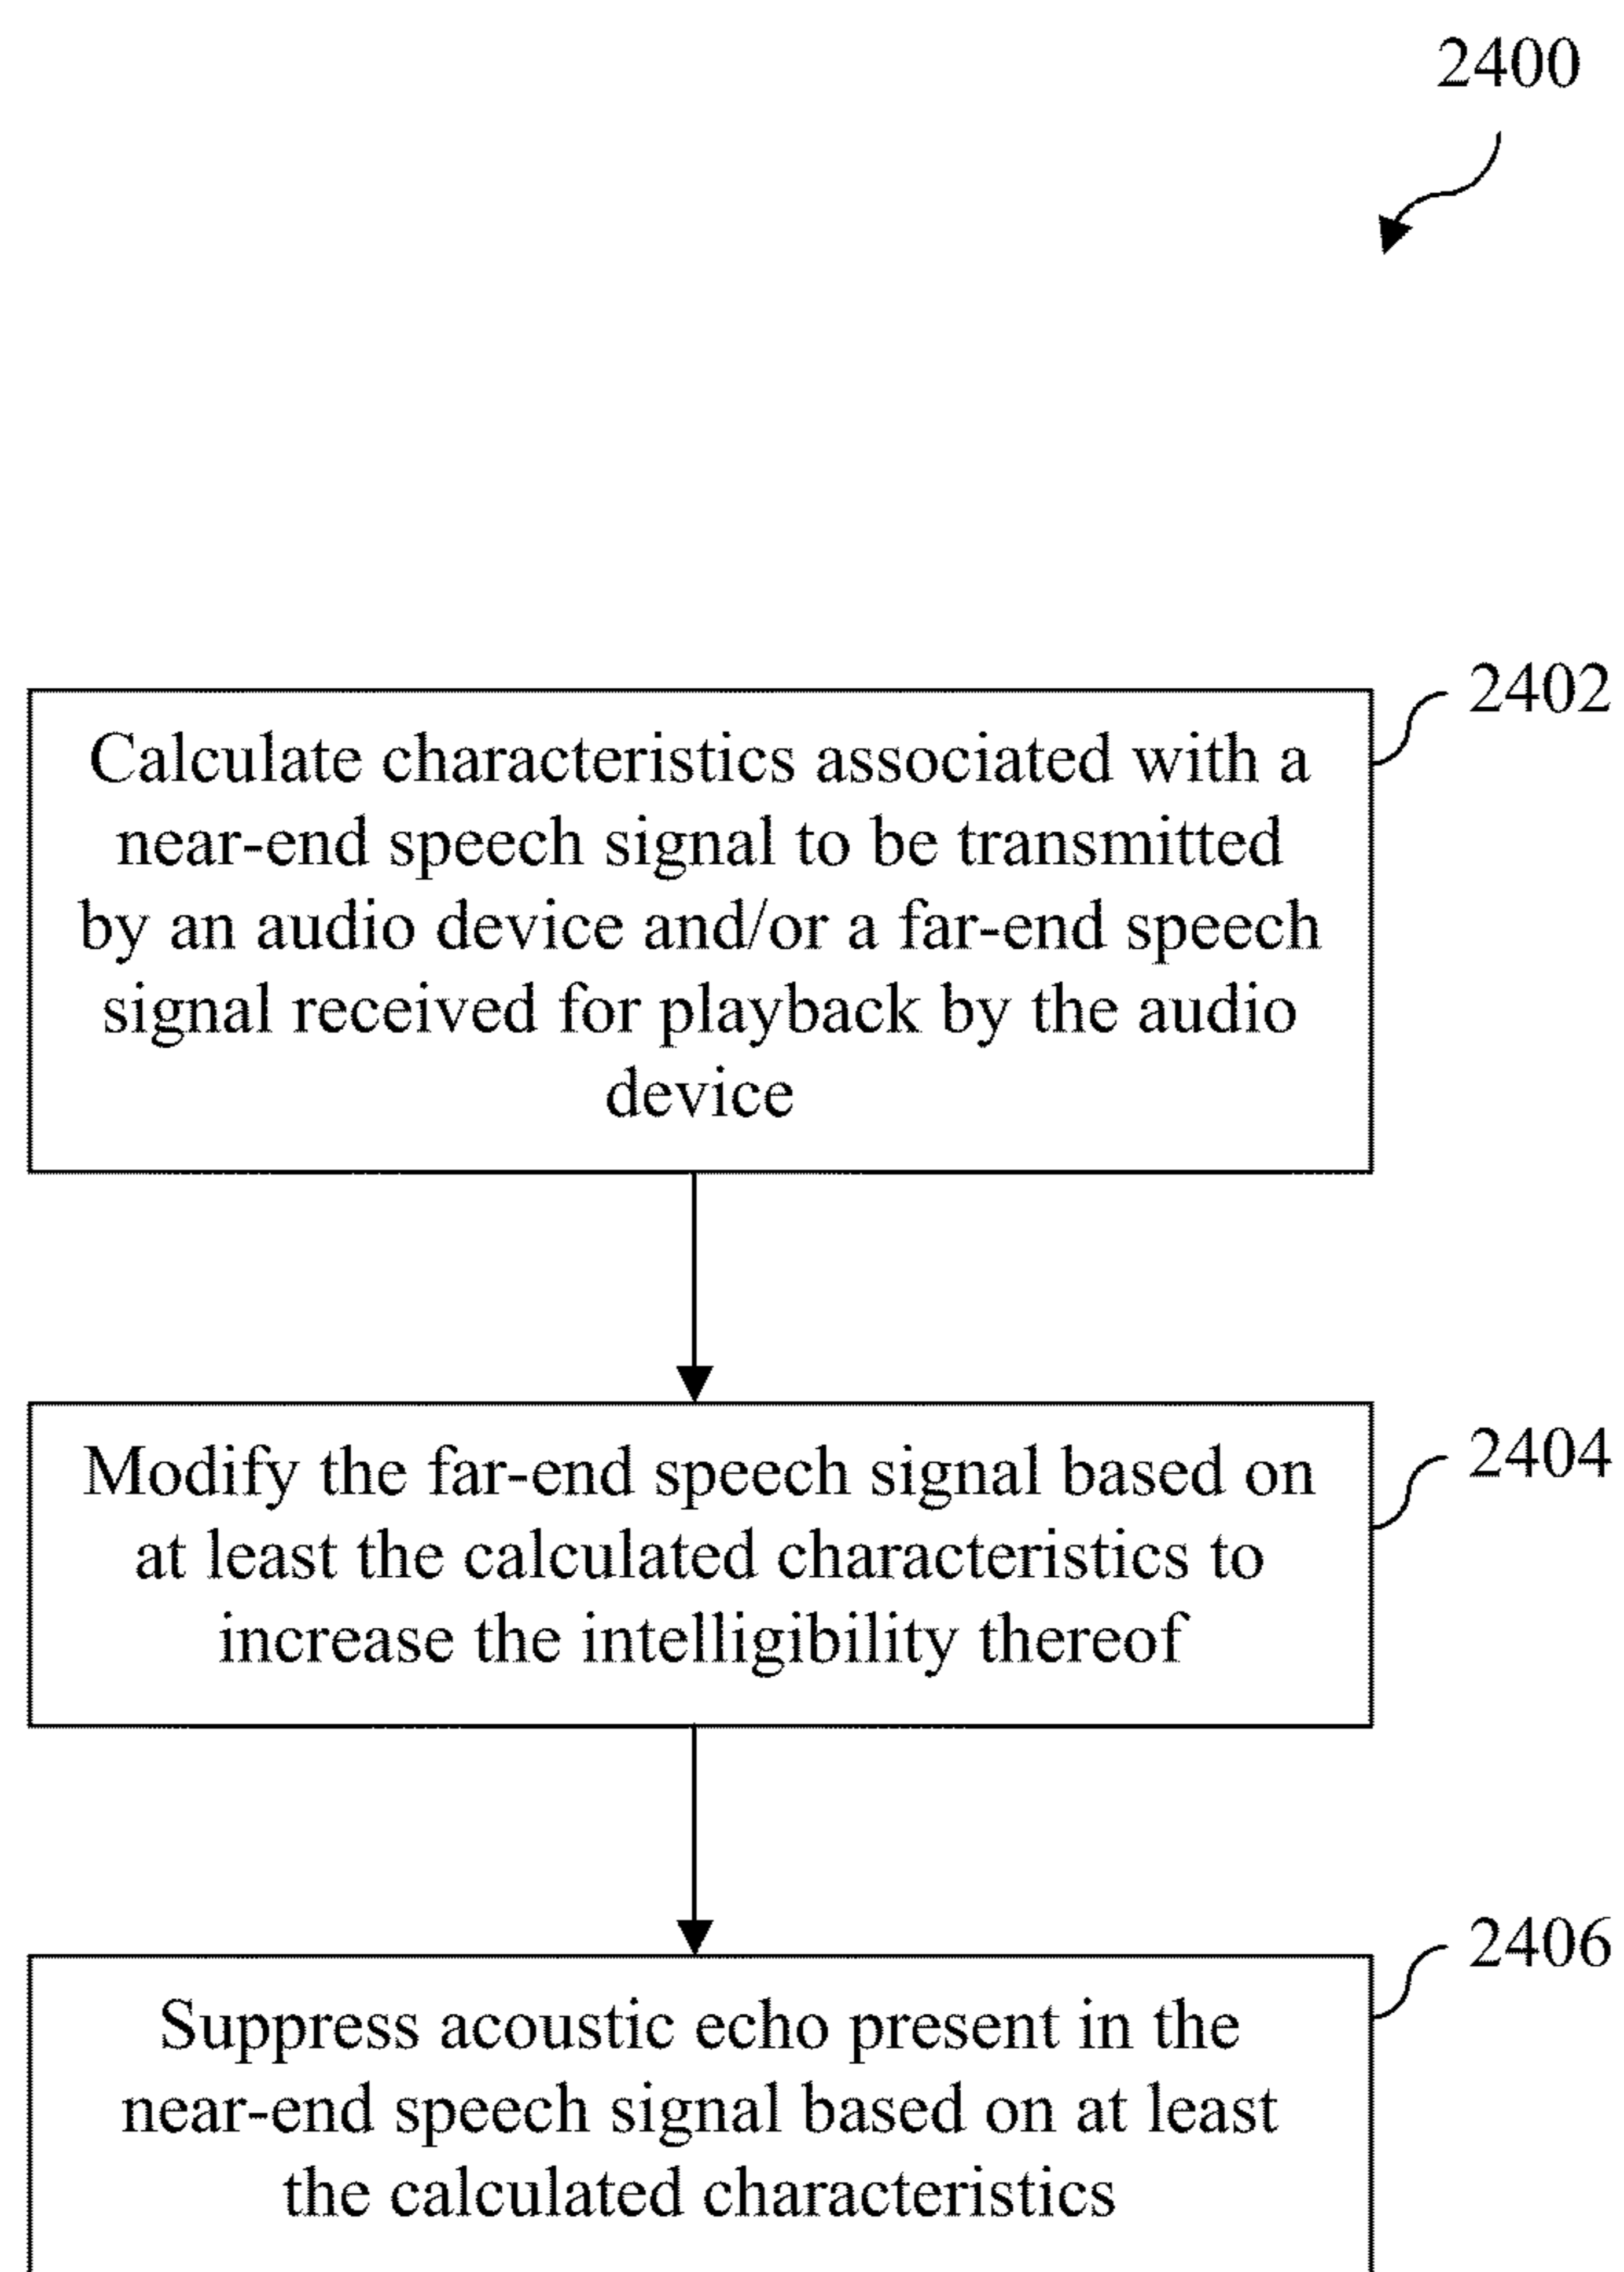 2400
2402
Calculate characteristics associated with a
near-end speech signal to be transmitted
by an audio device and/or a far-end speech
signal received for playback by the audio
device
2404
Modify the far-end speech signal based on
at least the calculated characteristics to
increase the intelligibility thereof
2406
Suppress acoustic echo present in the
near-end speech signal based on at least
the calculated characteristics